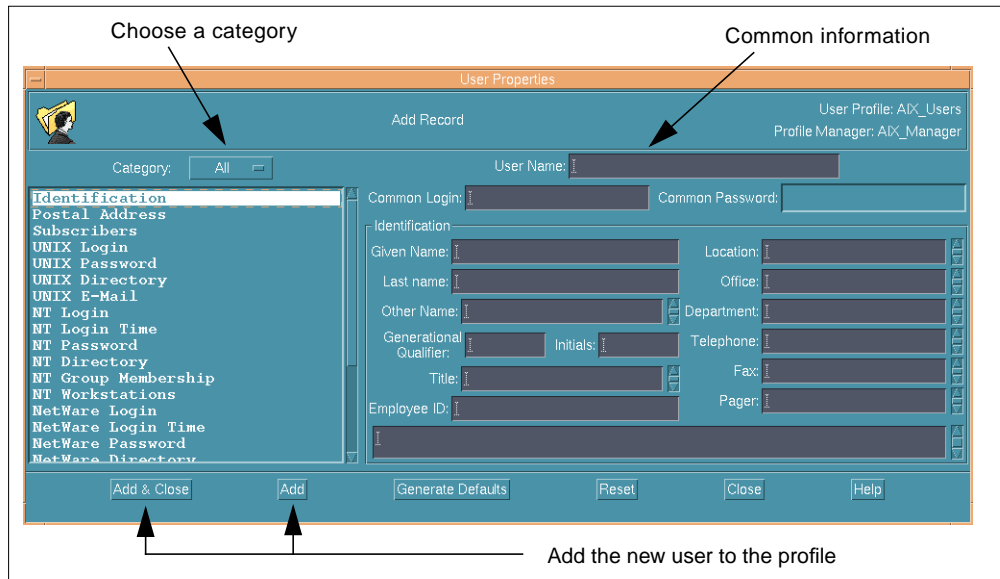 Choose a category
Common information
User Properties
Add Record
User Profile: AIX_Users
Profile Manager: AIX_Manager
Category: All
User Name:
Identification
Postal Address
Subscribers
UNIX Login
UNIX Password
UNIX Directory
UNIX E-Mail
NT Login
NT Login Time
NT Password
NT Directory
NT Group Membership
NT Workstations
NetWare Login
NetWare Login Time
NetWare Password
NetWare Directory
Common Login:
Common Password:
Identification
Given Name:
Last name:
Other Name:
Generational
Qualifier:
Initials:
Title:
Employee ID:
Location:
Office:
Department:
Telephone:
Fax:
Pager:
Add & Close
Add
Generate Defaults
Reset
Close
Help
Add the new user to the profile